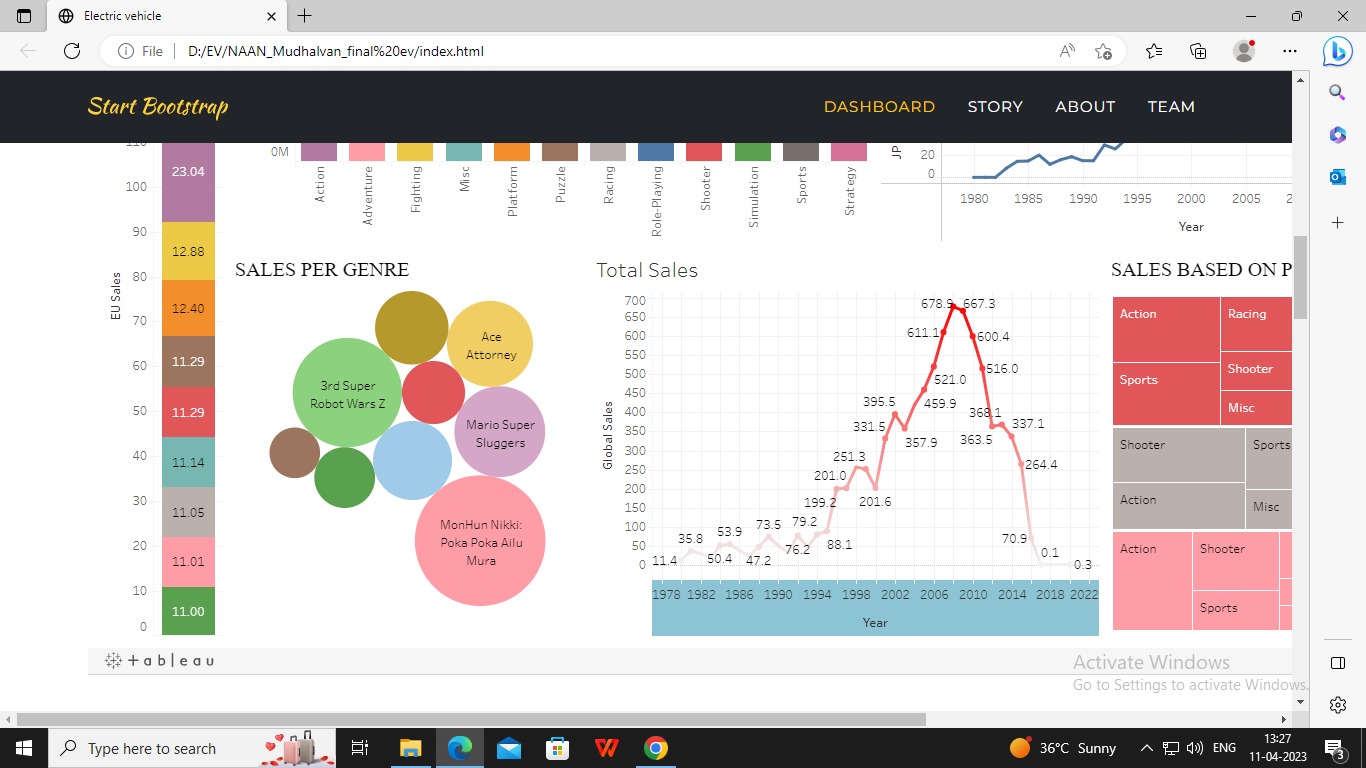 Electric vehicle
File
D:/EV/NAAN_Mudhalvan_final%20ev/index.html
Start Bootstrap
DASHBOARD
STORY
ABOUT
TEAM
100
90
80
70
60
50
40
30
20
10
0
EU Sales
23.04
12.88
12.40
11.29
11.29
11.14
11.05
11.01
11.00
0M
Action
Adventure
Fighting
Misc
Platform
Puzzle
Racing
Role-Playing
Shooter
Simulation
Sports
Strategy
JP
20
0
1980 1985 1990 1995 2000 2005 2
Year
SALES PER GENRE
Ace
Attorney
3rd Super
Robot Wars Z
Mario Super
Sluggers
MonHun Nikki:
Poka Poka Ailu
Mura
Total Sales
Global Sales
700
650
600
550
500
450
400
350
300
250
200
150
100
50
0
678.9
667.3
611.1
600.4
521.0
516.0
459.9
395.5
368.1
337.1
331.5
357.9
363.5
251.3
264.4
201.0
199.2
201.6
53.9
73.5
79.2
35.8
70.9
11.4
50.4
47.2
76.2
88.1
0.1
0.3
1978 1982 1986 1990 1994 1998 2002 2006 2010 2014 2018 2022
Year
SALES BASED ON P
Action
Racing
Sports
Shooter
Misc
Shooter
Sports
Action
Misc
Action
Shooter
Sports
+ a b | e a u
Activate Windows
Go to Settings to activate Windows.
Type here to search
36°C Sunny
ENG
13:27
11-04-2023
3